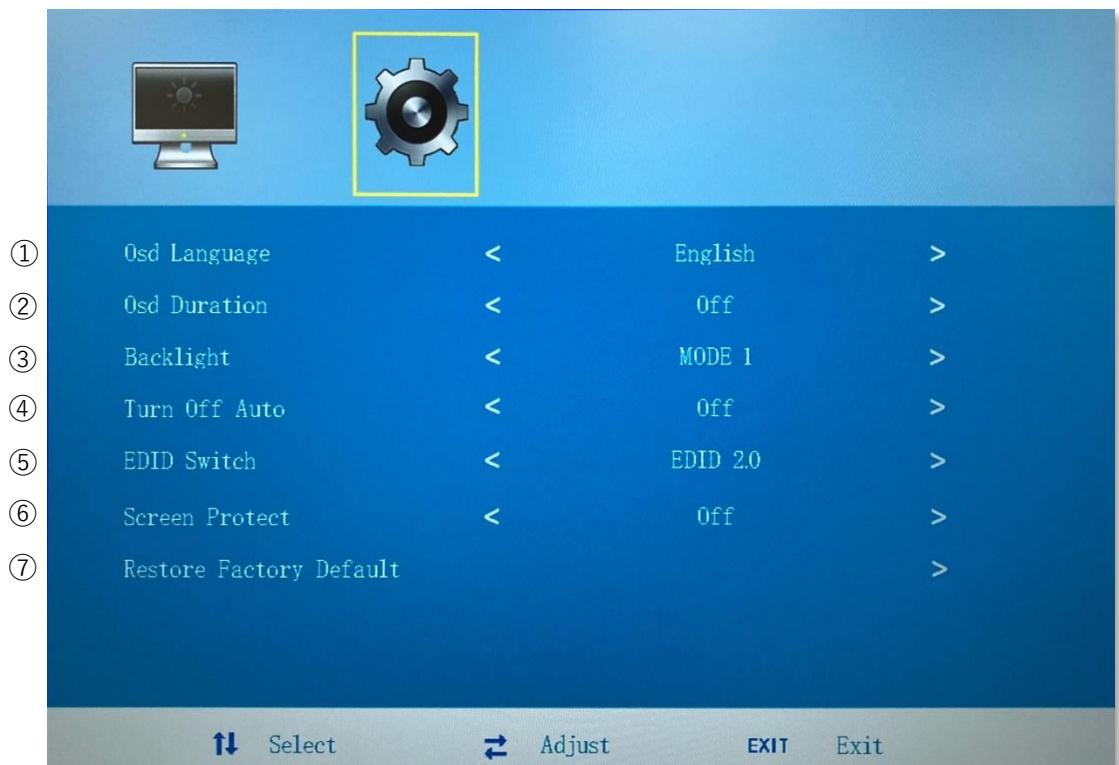 ① Osd Language < English >
② Osd Duration < Off >
③ Backlight < MODE 1 >
④ Turn Off Auto < Off >
⑤ EDID Switch < EDID 2.0 >
⑥ Screen Protect < Off >
⑦ Restore Factory Default >
Select Adjust EXIT Exit